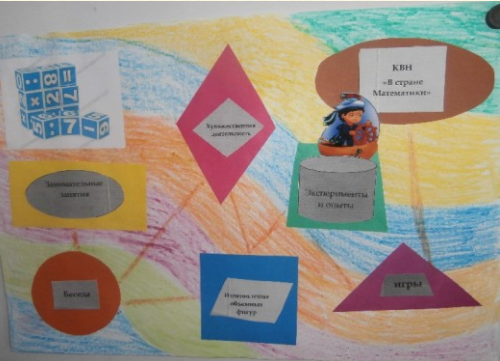 КВН
«В стране
Математики»
Художественная
деятельность
Занимательные
занятия
Эксперименты
и опыты
Беседа
Изготовление
объемных
фигур
игры